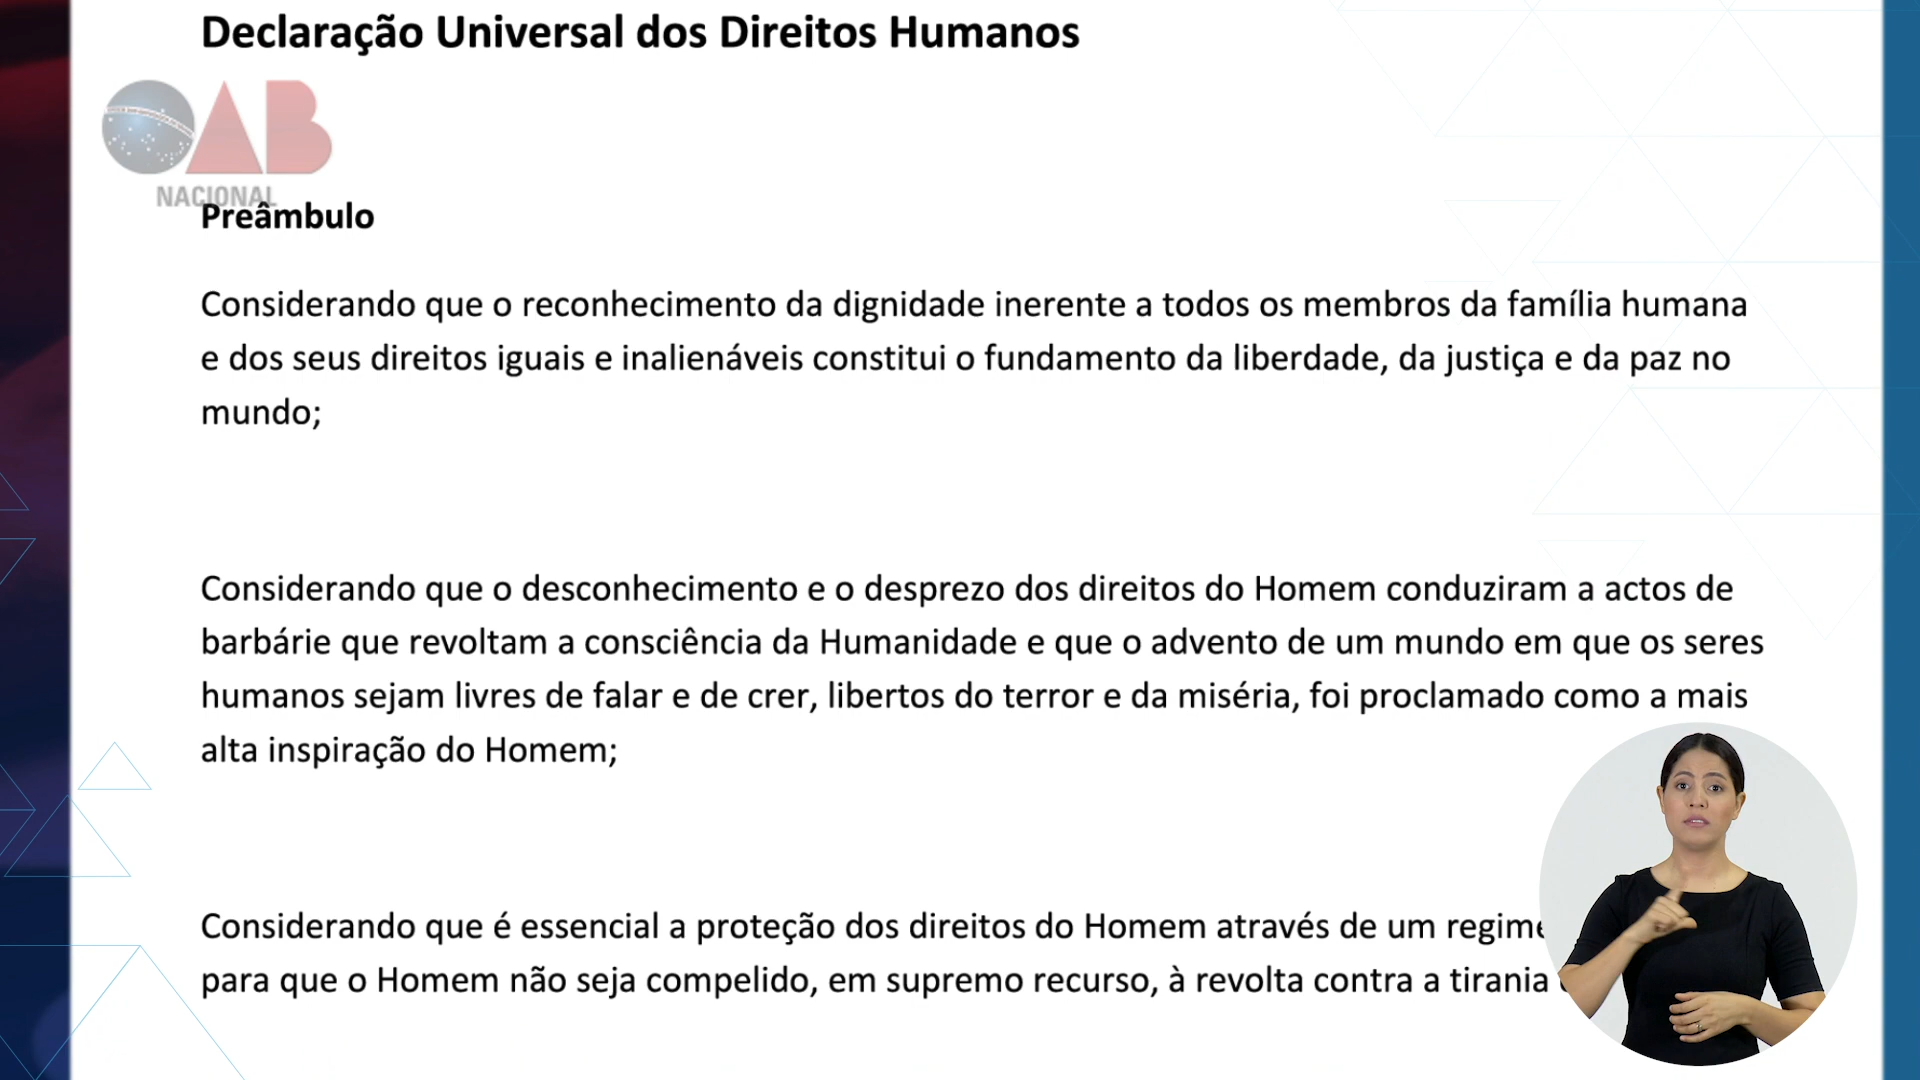 Declaração Universal dos Direitos Humanos
OAB
NACIONAL
Preâmbulo
Considerando que o reconhecimento da dignidade inerente a todos os membros da família humana
e dos seus direitos iguais e inalienáveis constitui o fundamento da liberdade, da justiça e da paz no
mundo;
Considerando que o desconhecimento e o desprezo dos direitos do Homem conduziram a actos de
barbárie que revoltam a consciência da Humanidade e que o advento de um mundo em que os seres
humanos sejam livres de falar e de crer, libertos do terror e da miséria, foi proclamado como a mais
alta inspiração do Homem;
Considerando que é essencial a proteção dos direitos do Homem através de um regime
para que o Homem não seja compelido, em supremo recurso, à revolta contra a tirania